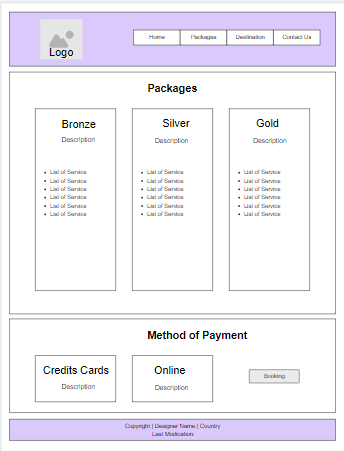 Logo
Home
Packages
Destination
Contact Us
Packages
Bronze
Description
List of Service
List of Service
List of Service
List of Service
List of Service
List of Service
Silver
Description
List of Service
List of Service
List of Service
List of Service
List of Service
List of Service
Gold
Description
List of Service
List of Service
List of Service
List of Service
List of Service
List of Service
Method of Payment
Credits Cards
Description
Online
Description
Booking
Copyright | Designer Name | Country
Last Modication: